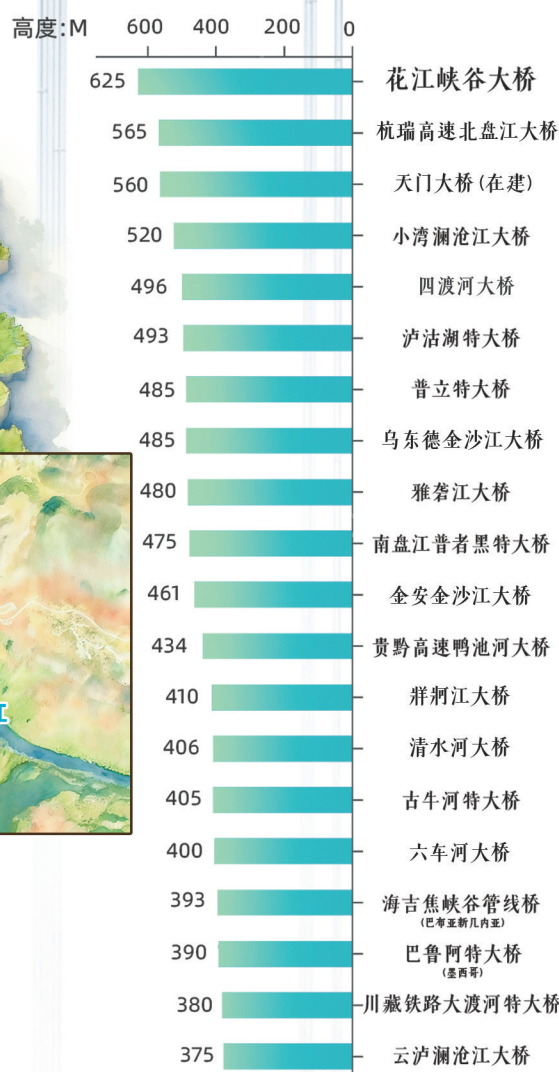 高度:M 600 400 200 0
625 花江峡谷大桥
565 杭瑞高速北盘江大桥
560 天门大桥(在建)
520 小湾澜沧江大桥
496 四渡河大桥
493 泸沽湖特大桥
485 普立特大桥
485 乌东德金沙江大桥
480 雅砻江大桥
475 南盘江普者黑特大桥
461 金安金沙江大桥
434 贵黔高速鸭池河大桥
410 牂牁江大桥
406 清水河大桥
江
405 古牛河特大桥
400 六车河大桥
393 海吉焦峡谷管线桥
(巴布亚新几内亚)
390 巴鲁阿特大桥
(墨西哥)
380 川藏铁路大渡河特大桥
375 云泸澜沧江大桥